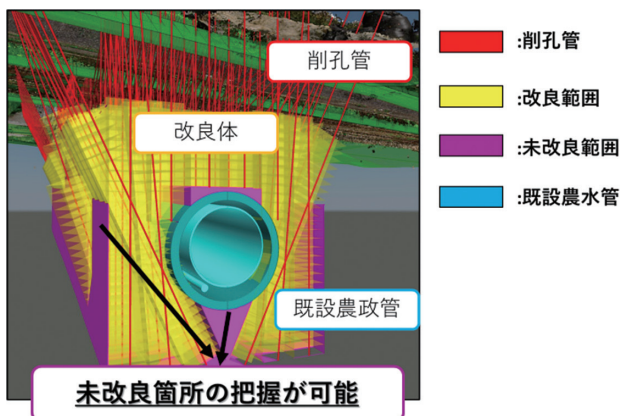 削孔管
改良体
既設農政管
未改良箇所の把握が可能
:削孔管
:改良範囲
:未改良範囲
:既設農水管